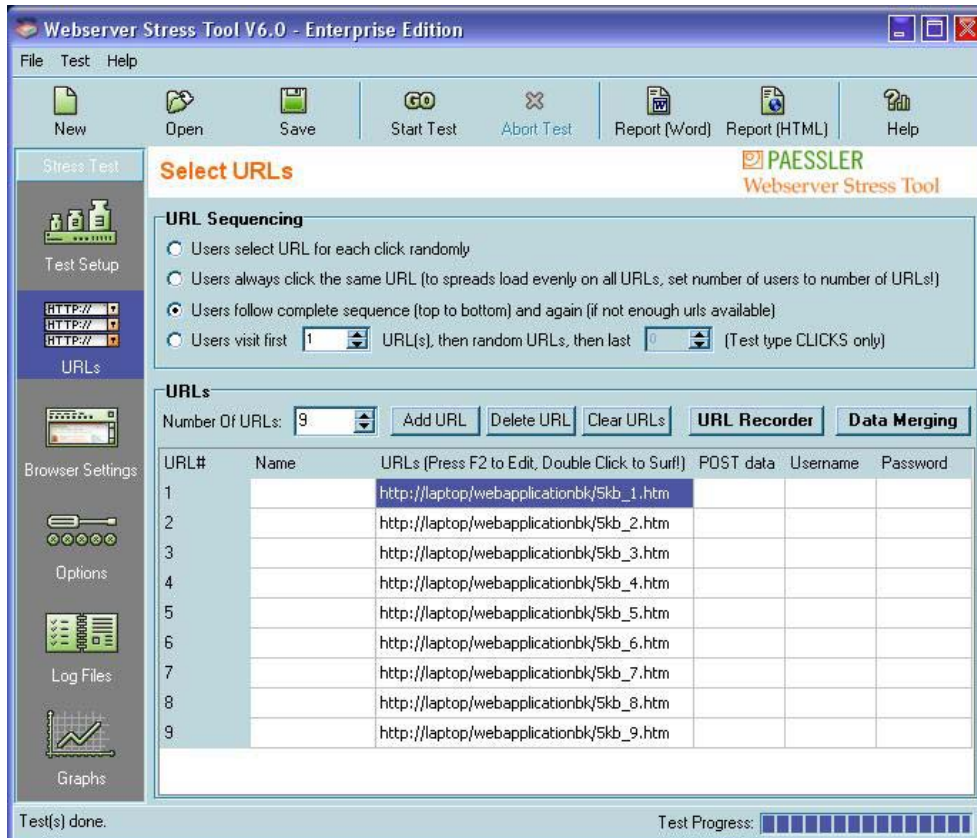 Webserver Stress Tool V6.0 - Enterprise Edition
File Test Help
New Open Save Start Test Abort Test Report (Word) Report (HTML) Help
GO
Stress Test
Test Setup
HTTP://
HTTP://
HTTP://
URLs
Browser Settings
Options
Log Files
Graphs
Select URLs
PAESSLER
Webserver Stress Tool
URL Sequencing
Users select URL for each click randomly
Users always click the same URL (to spreads load evenly on all URLs, set number of users to number of URLs!)
Users follow complete sequence (top to bottom) and again (if not enough urls available)
Users visit first 1 URL(s), then random URLs, then last 0 (Test type CLICKS only)
URLs
Number Of URLs: 9 Add URL Delete URL Clear URLs URL Recorder Data Merging
URL# Name URLs (Press F2 to Edit, Double Click to Surf!) POST data Username Password
1 http://laptop/webapplicationbk/5kb_1.htm
2 http://laptop/webapplicationbk/5kb_2.htm
3 http://laptop/webapplicationbk/5kb_3.htm
4 http://laptop/webapplicationbk/5kb_4.htm
5 http://laptop/webapplicationbk/5kb_5.htm
6 http://laptop/webapplicationbk/5kb_6.htm
7 http://laptop/webapplicationbk/5kb_7.htm
8 http://laptop/webapplicationbk/5kb_8.htm
9 http://laptop/webapplicationbk/5kb_9.htm
Test(s) done. Test Progress: